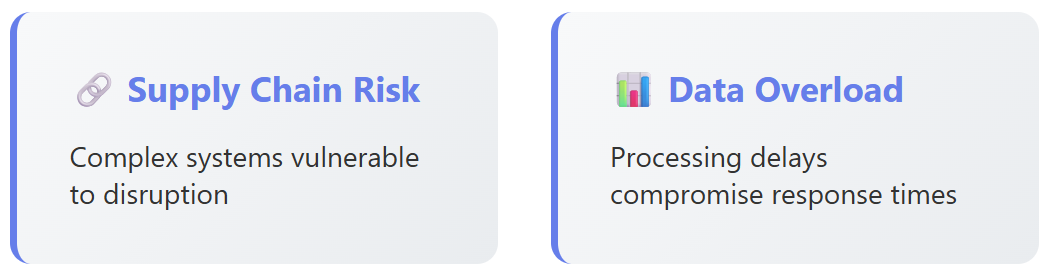 Supply Chain Risk
Complex systems vulnerable
to disruption
Data Overload
Processing delays
compromise response times